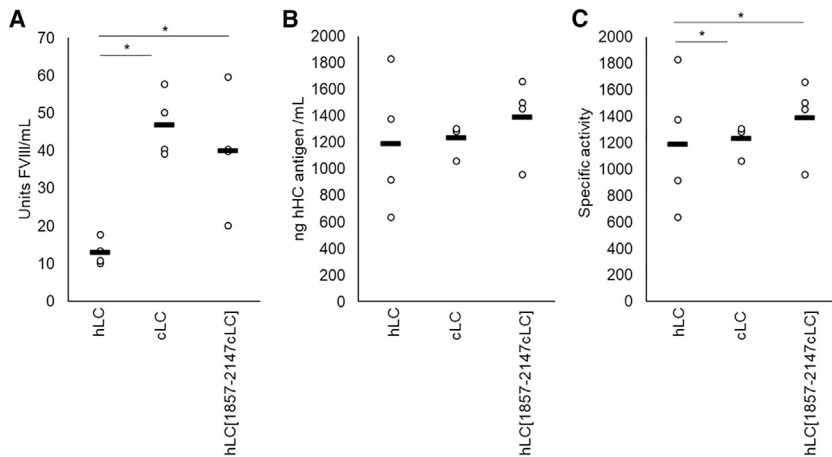 A
70
60
50
40
30
20
10
0
Units FVIII/mL
*
*
hLC
cLC
hLC[1857-2147cLC]
B
2000
1800
1600
1400
1200
1000
800
600
400
200
0
ng hHC antigen /mL
hLC
cLC
hLC[1857-2147cLC]
C
2000
1800
1600
1400
1200
1000
800
600
400
200
0
Specific activity
*
*
hLC
cLC
hLC[1857-2147cLC]